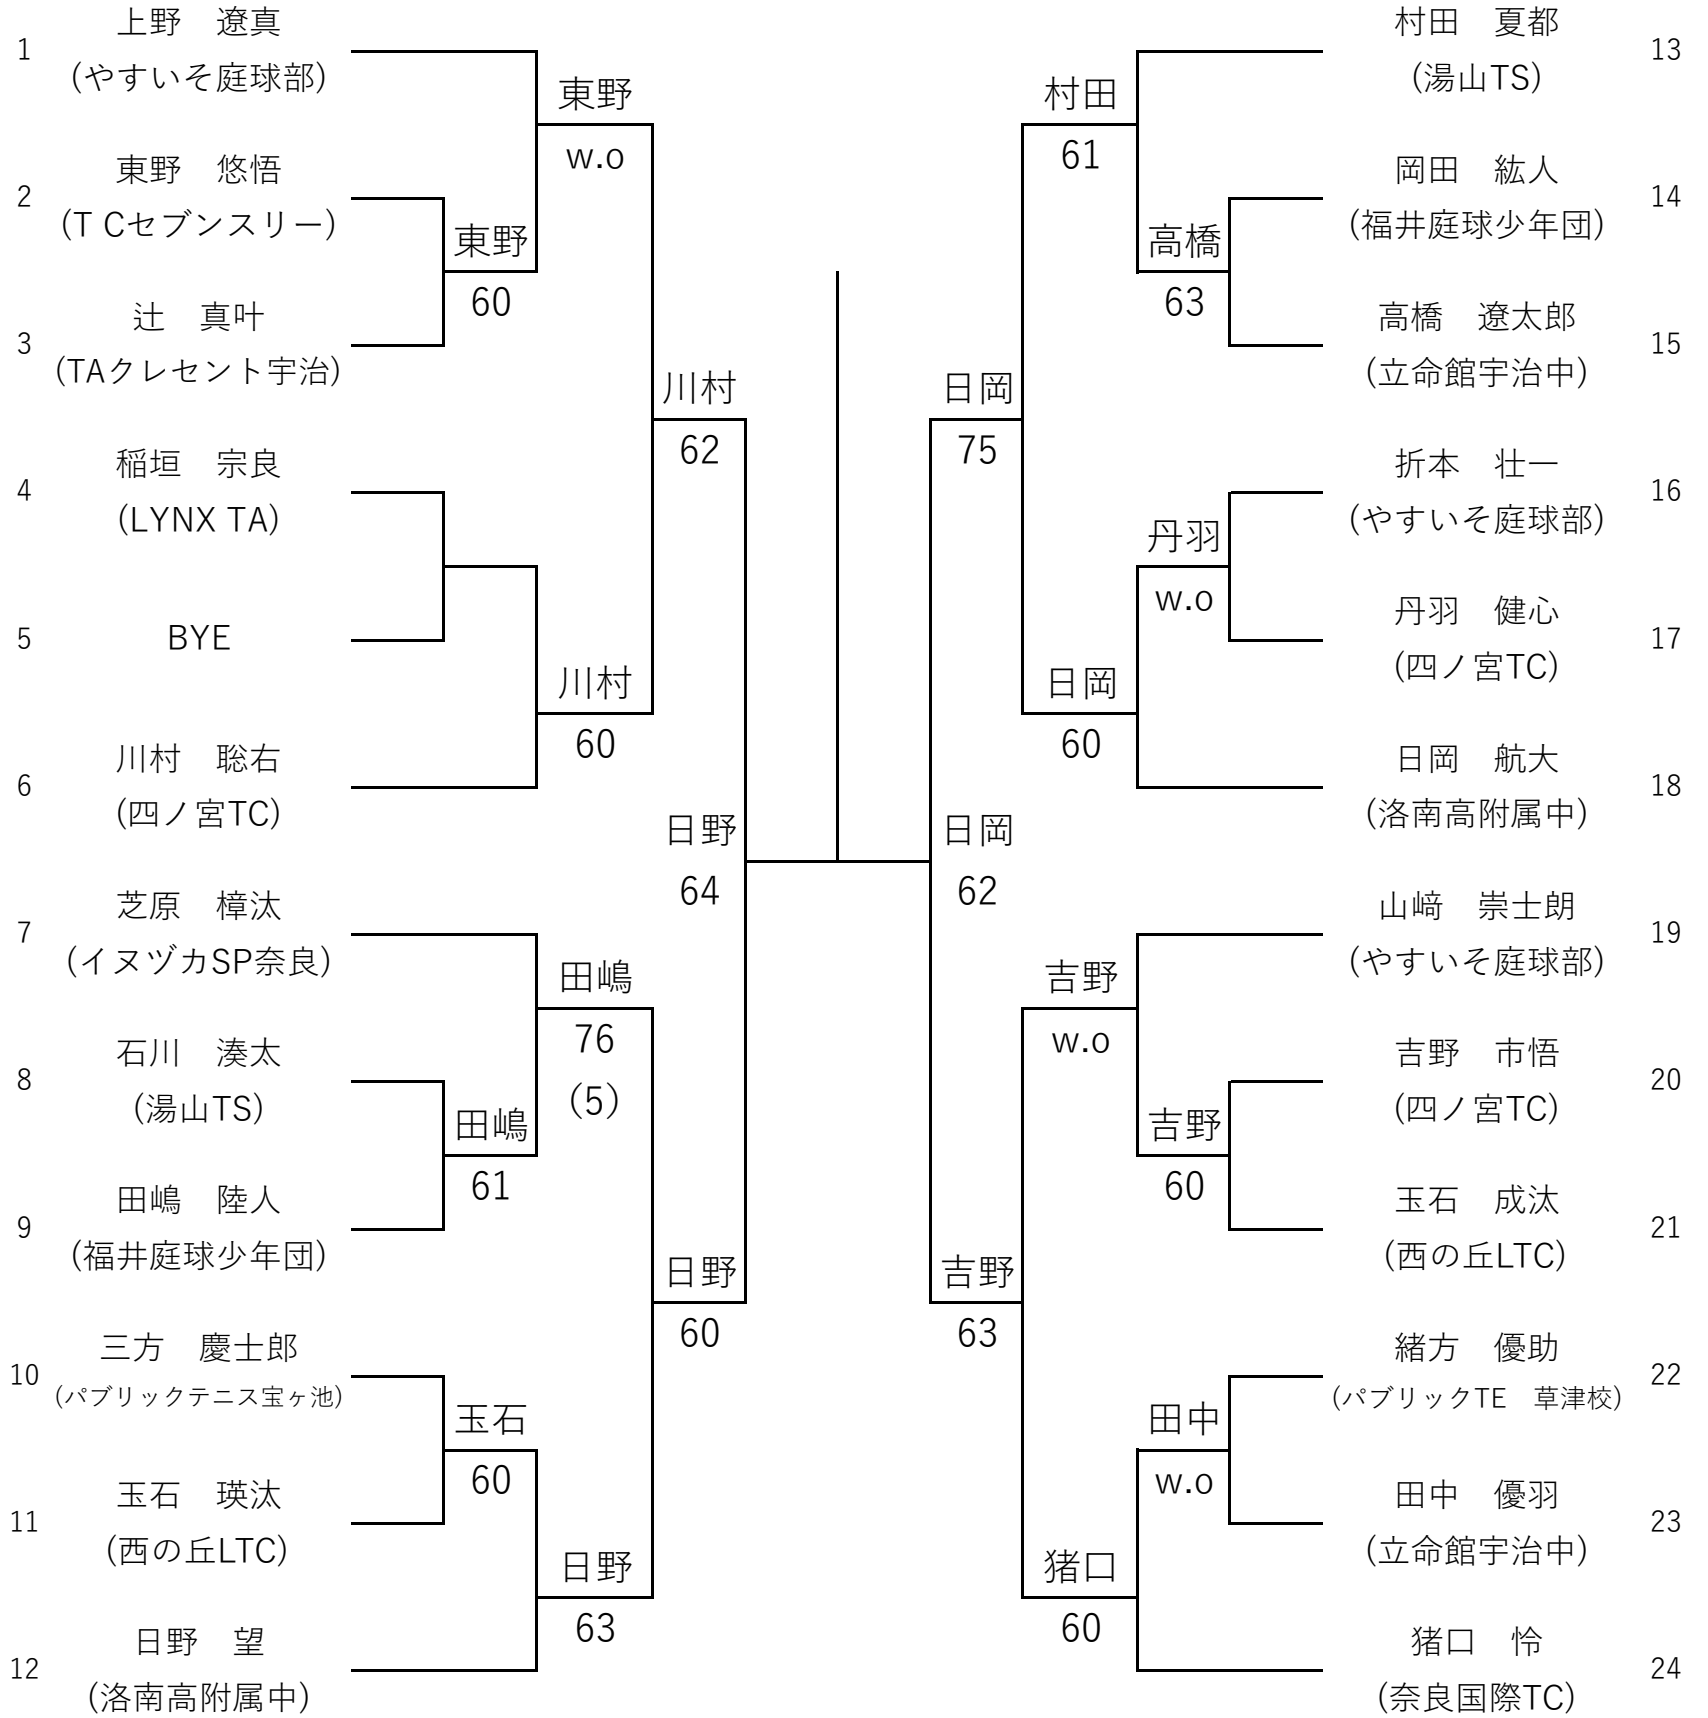 1
上野　遼真
(やすいそ庭球部)
2
東野　悠悟
(T Cセブンスリー)
3
辻　真叶
(TAクレセント宇治)
4
稲垣　宗良
(LYNX TA)
5
BYE
6
川村　聡右
(四ノ宮TC)
7
芝原　樟汰
(イヌヅカSP奈良)
8
石川　湊太
(湯山TS)
9
田嶋　陸人
(福井庭球少年団)
10
三方　慶士郎
(パブリックテニス宝ヶ池)
11
玉石　瑛汰
(西の丘LTC)
12
日野　望
(洛南高附属中)
東野
60
田嶋
61
玉石
60
東野
w.o
川村
60
田嶋
76
(5)
日野
63
川村
62
日野
60
日野
64
日岡
62
日岡
75
吉野
63
村田
61
日岡
60
吉野
w.o
猪口
60
高橋
63
丹羽
w.o
吉野
60
田中
w.o
村田　夏都
(湯山TS)
13
岡田　紘人
(福井庭球少年団)
14
高橋　遼太郎
(立命館宇治中)
15
折本　壮一
(やすいそ庭球部)
16
丹羽　健心
(四ノ宮TC)
17
日岡　航大
(洛南高附属中)
18
山﨑　崇士朗
(やすいそ庭球部)
19
吉野　市悟
(四ノ宮TC)
20
玉石　成汰
(西の丘LTC)
21
緒方　優助
(パブリックTE　草津校)
22
田中　優羽
(立命館宇治中)
23
猪口　怜
(奈良国際TC)
24